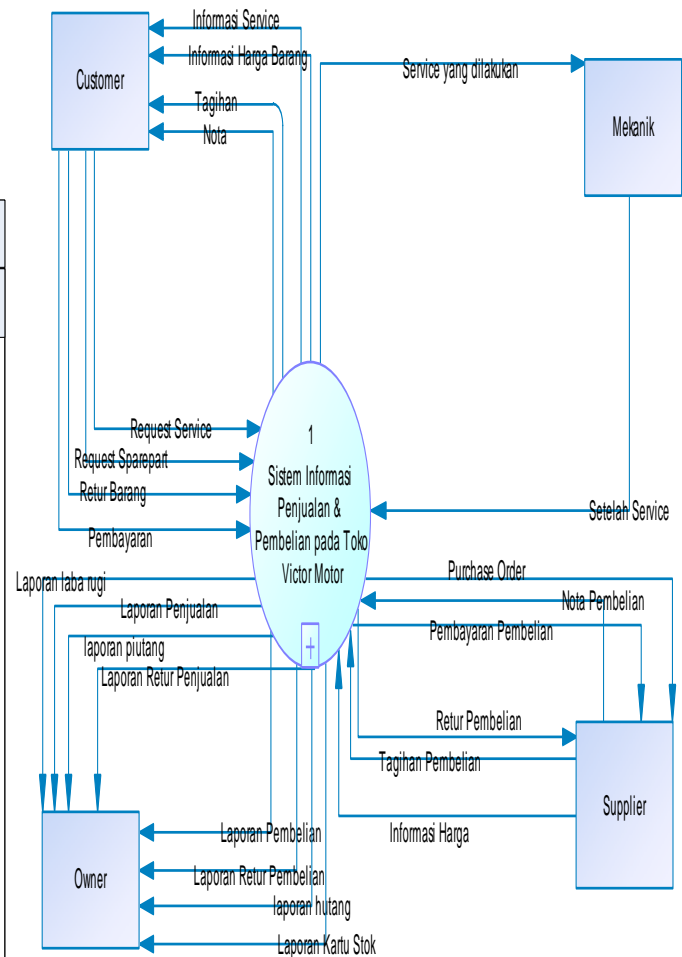 Informasi Service
Customer
Informasi Harga Barang
Service yang dilakukan
Tagihan
Mekanik
Nota
Request Service
1
Sistem Informasi
Penjualan &
Pembelian pada Toko
Victor Motor
Request Sparepart
Retur Barang
Setelah Service
Pembayaran
Laporan laba rugi
Purchase Order
Laporan Penjualan
Nota Pembelian
Pembayaran Pembelian
laporan piutang
Laporan Retur Penjualan
Retur Pembelian
Tagihan Pembelian
Supplier
Informasi Harga
Laporan Pembelian
Owner
Laporan Retur Pembelian
laporan hutang
Laporan Kartu Stok